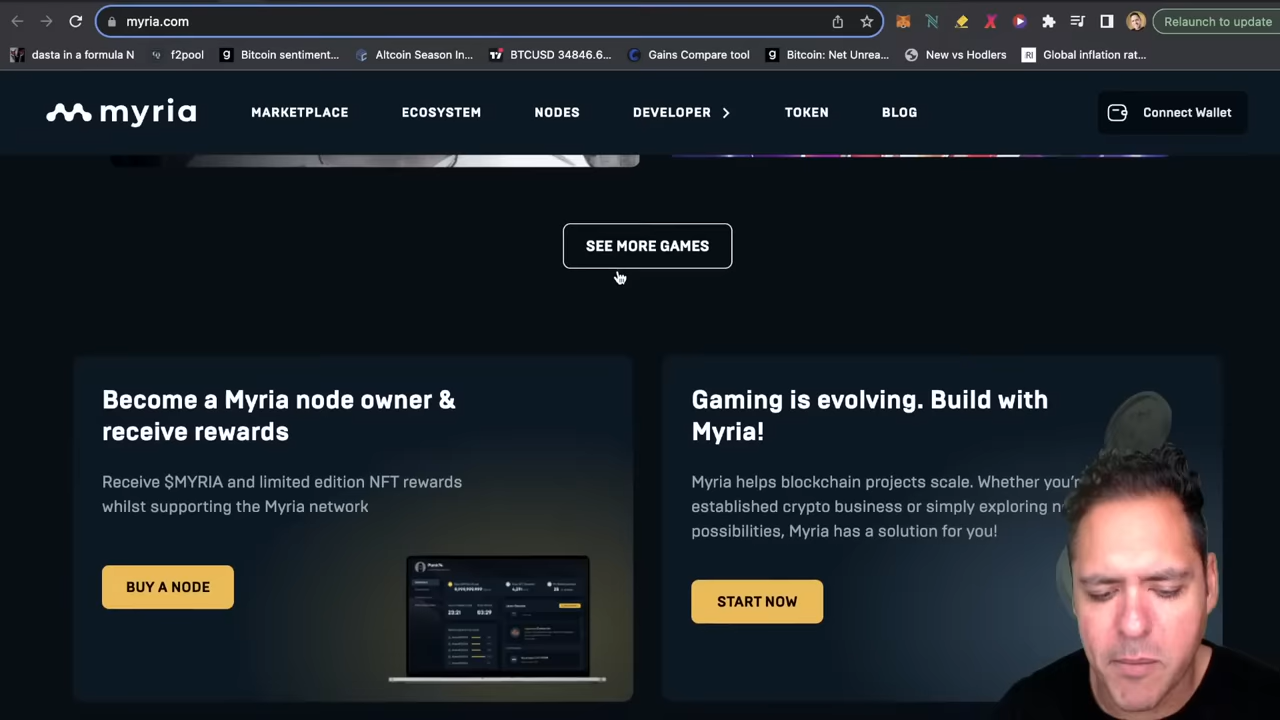 myria.com
Relaunch to update
dasta in a formula N
f2pool
Bitcoin sentiment...
Altcoin Season In...
BTCUSD 34846.6...
Gains Compare tool
Bitcoin: Net Unrea...
New vs Hodlers
RI
Global inflation rat...
myria
MARKETPLACE
ECOSYSTEM
NODES
DEVELOPER
TOKEN
BLOG
Connect Wallet
SEE MORE GAMES
Become a Myria node owner &
receive rewards
Receive $MYRIA and limited edition NFT rewards
whilst supporting the Myria network
BUY A NODE
Gaming is evolving. Build with
Myria!
Myria helps blockchain projects scale. Whether you'r
established crypto business or simply exploring
possibilities, Myria has a solution for you!
START NOW